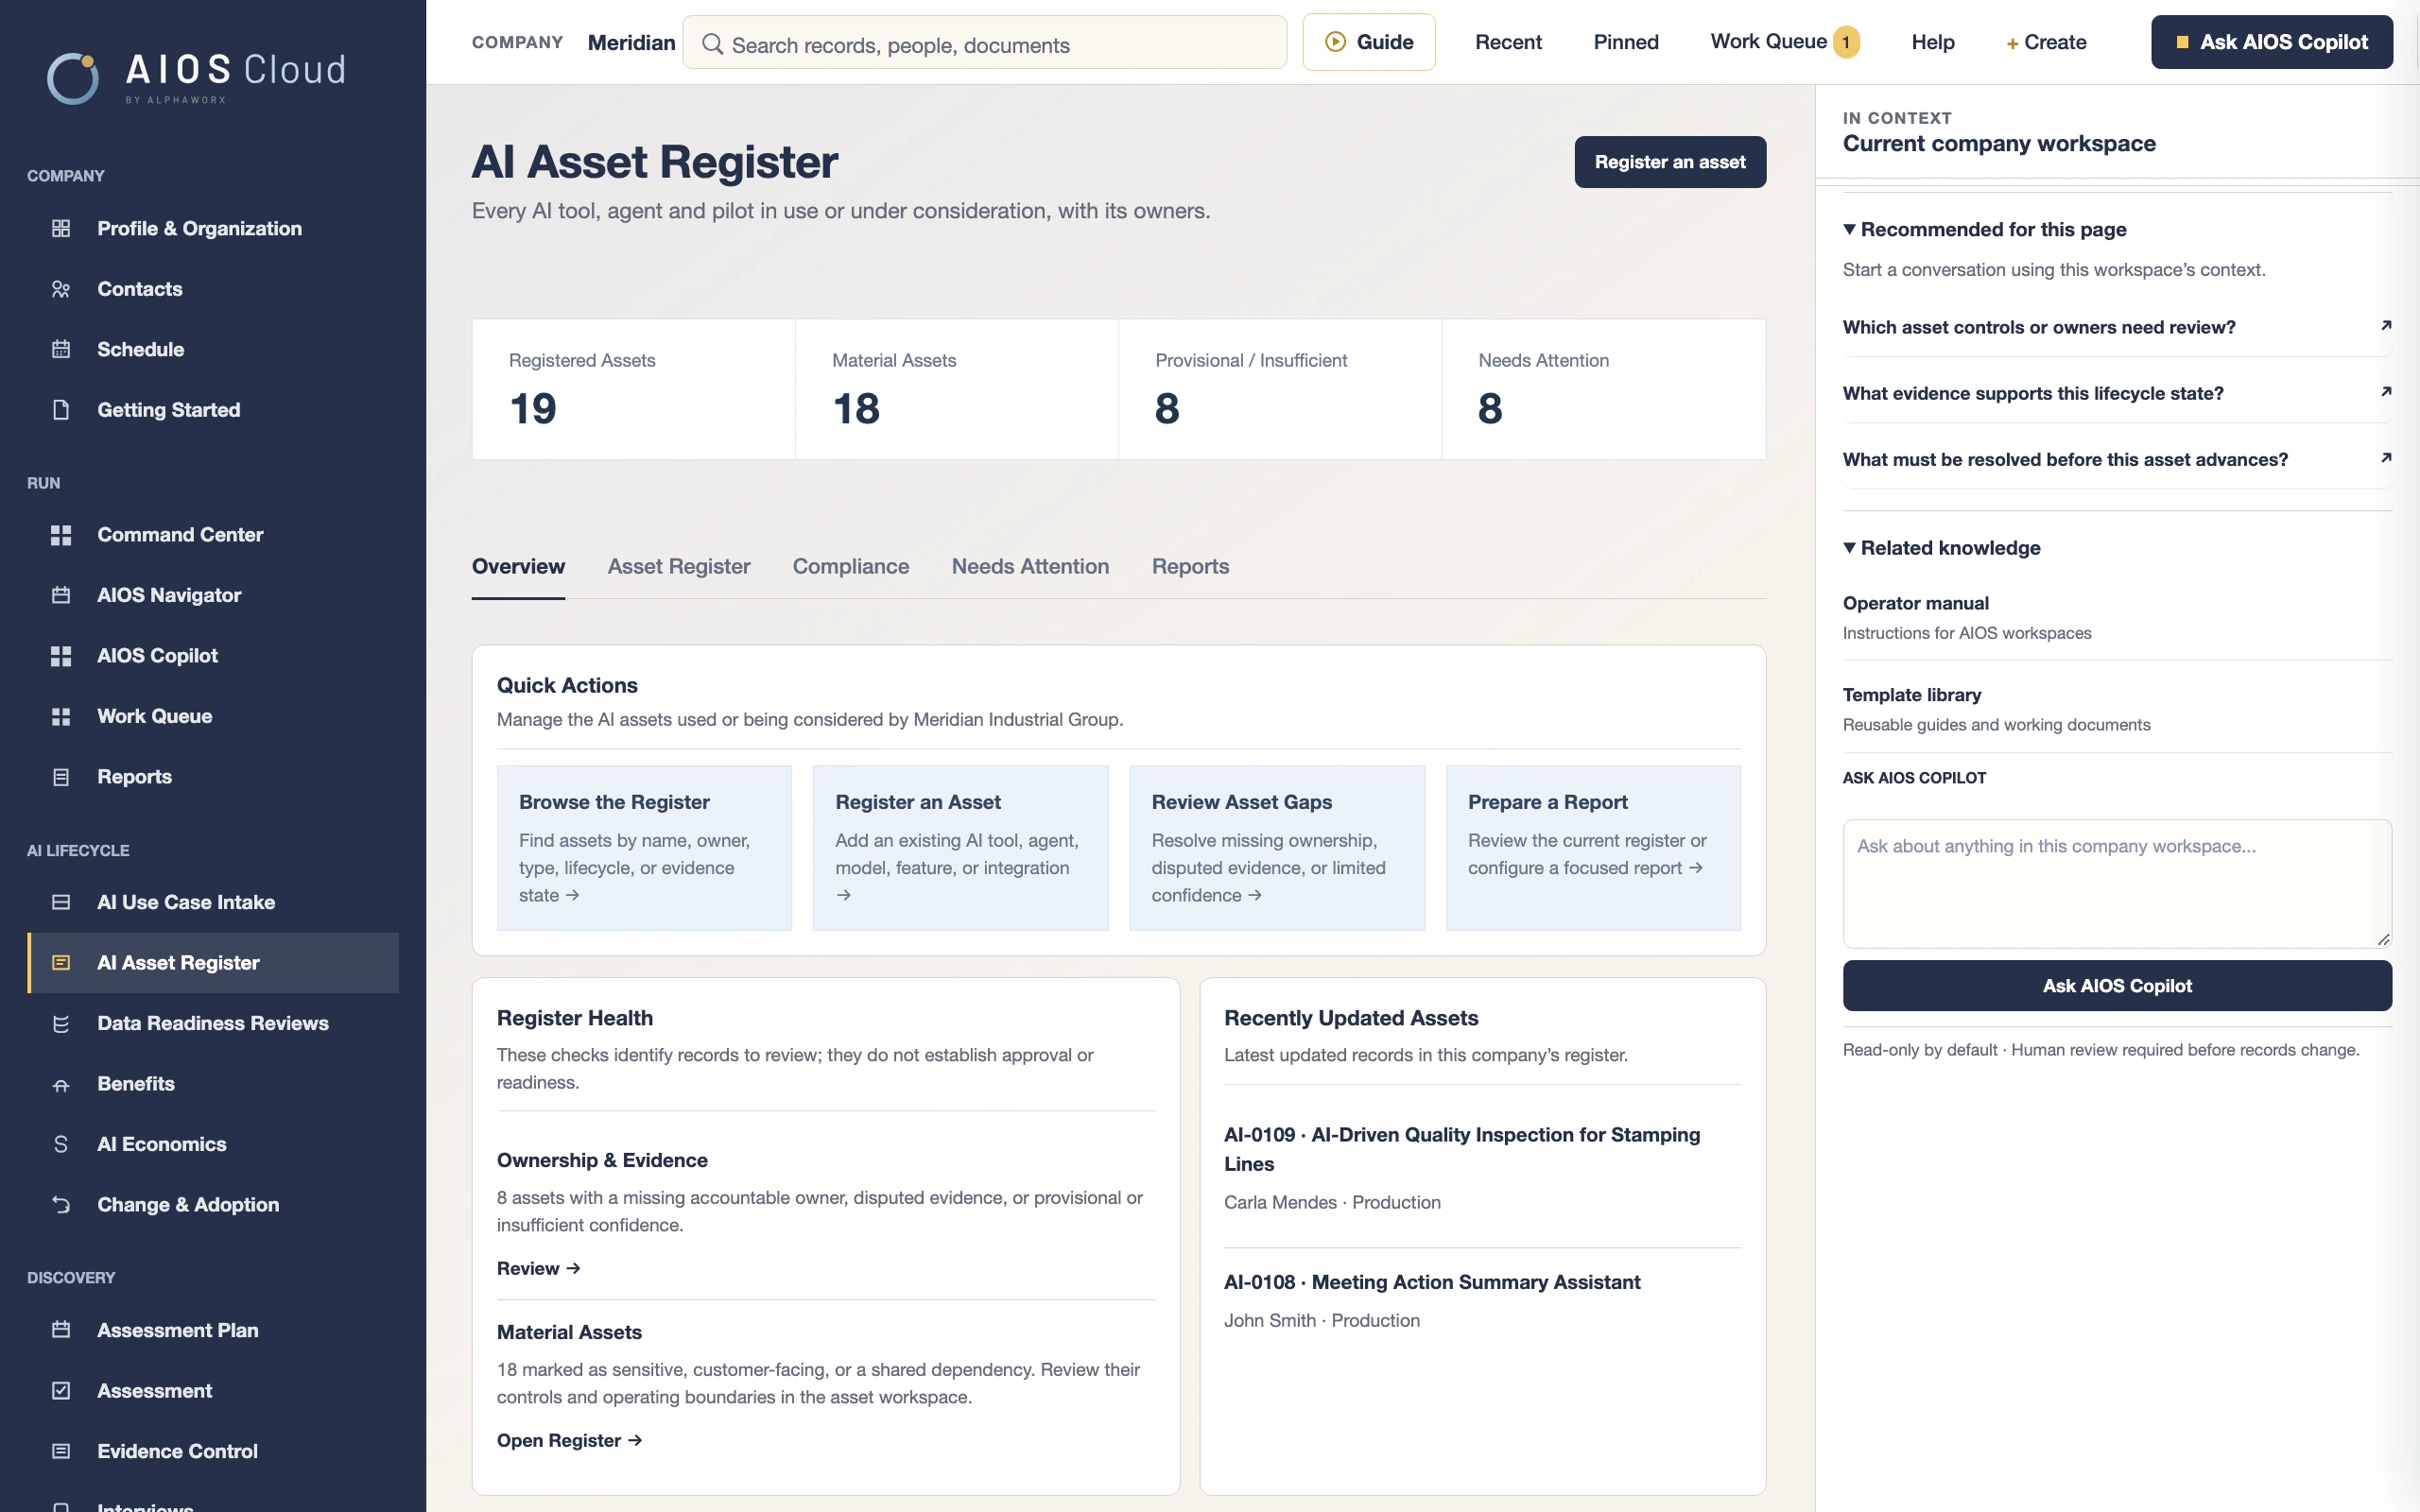 AIOS Cloud
BY ALPHAWORX
COMPANY
Profile & Organization
Contacts
Schedule
Getting Started
RUN
Command Center
AIOS Navigator
AIOS Copilot
Work Queue
Reports
AI LIFECYCLE
AI Use Case Intake
AI Asset Register
Data Readiness Reviews
Benefits
AI Economics
Change & Adoption
DISCOVERY
Assessment Plan
Assessment
Evidence Control
Interviews
COMPANY Meridian
Search records, people, documents
Guide
Recent
Pinned
Work Queue 1
Help
+ Create
Ask AIOS Copilot
AI Asset Register
Every AI tool, agent and pilot in use or under consideration, with its owners.
Register an asset
Registered Assets
19
Material Assets
18
Provisional / Insufficient
8
Needs Attention
8
Overview
Asset Register
Compliance
Needs Attention
Reports
Quick Actions
Manage the AI assets used or being considered by Meridian Industrial Group.
Browse the Register
Find assets by name, owner,
type, lifecycle, or evidence
state →
Register an Asset
Add an existing AI tool, agent,
model, feature, or integration
→
Review Asset Gaps
Resolve missing ownership,
disputed evidence, or limited
confidence →
Prepare a Report
Review the current register or
configure a focused report →
Register Health
These checks identify records to review; they do not establish approval or
readiness.
Ownership & Evidence
8 assets with a missing accountable owner, disputed evidence, or provisional or
insufficient confidence.
Review →
Material Assets
18 marked as sensitive, customer-facing, or a shared dependency. Review their
controls and operating boundaries in the asset workspace.
Open Register →
Recently Updated Assets
Latest updated records in this company’s register.
AI-0109 · AI-Driven Quality Inspection for Stamping
Lines
Carla Mendes · Production
AI-0108 · Meeting Action Summary Assistant
John Smith · Production
IN CONTEXT
Current company workspace
▼ Recommended for this page
Start a conversation using this workspace’s context.
Which asset controls or owners need review? ↗
What evidence supports this lifecycle state? ↗
What must be resolved before this asset advances? ↗
▼ Related knowledge
Operator manual
Instructions for AIOS workspaces
Template library
Reusable guides and working documents
ASK AIOS COPILOT
Ask about anything in this company workspace...
Ask AIOS Copilot
Read-only by default · Human review required before records change.